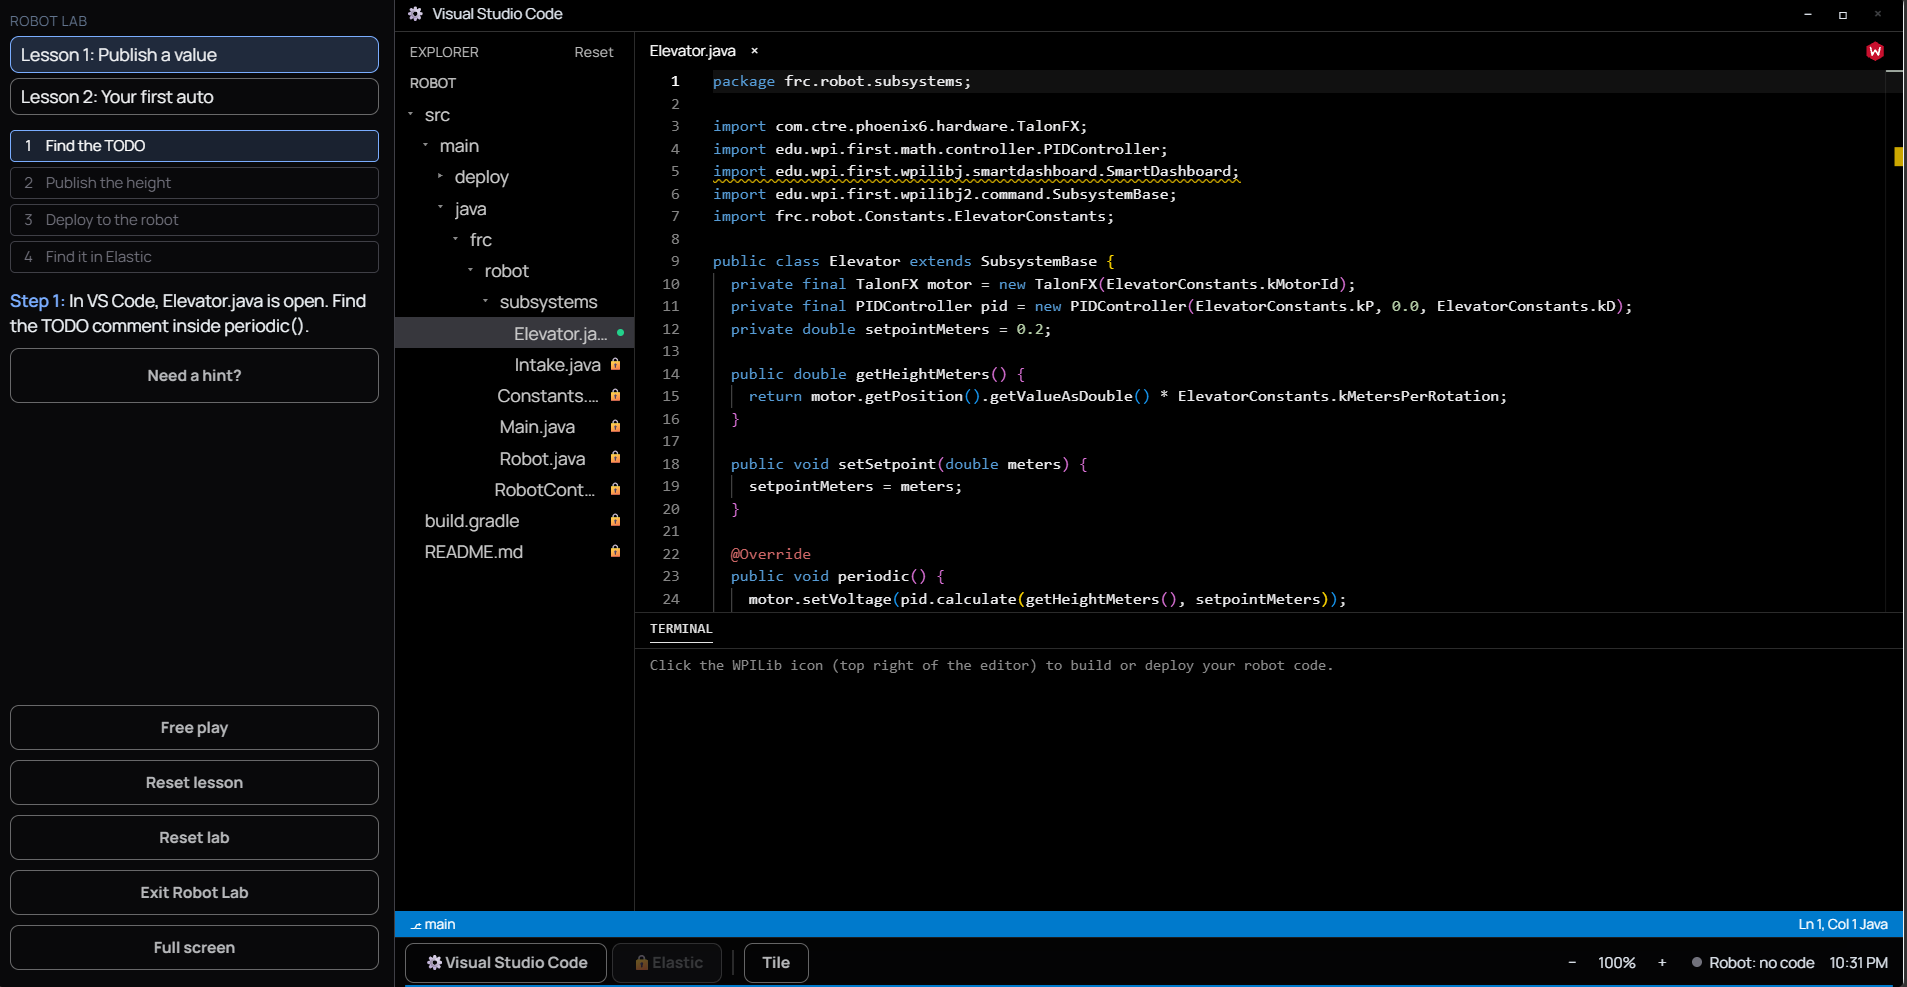 ROBOT LAB
Lesson 1: Publish a value
Lesson 2: Your first auto
1 Find the TODO
2 Publish the height
3 Deploy to the robot
4 Find it in Elastic
Step 1: In VS Code, Elevator.java is open. Find
the TODO comment inside periodic().
Need a hint?
Free play
Reset lesson
Reset lab
Exit Robot Lab
Full screen
Visual Studio Code
EXPLORER Reset
ROBOT
src
main
deploy
java
frc
robot
subsystems
Elevator.ja...
Intake.java
Constants....
Main.java
Robot.java
RobotCont...
build.gradle
README.md
Elevator.java ×
W
1 package frc.robot.subsystems;
2
3 import com.ctre.phoenix6.hardware.TalonFX;
4 import edu.wpi.first.math.controller.PIDController;
5 import edu.wpi.first.wpilibj.smartdashboard.SmartDashboard;
6 import edu.wpi.first.wpilibj2.command.SubsystemBase;
7 import frc.robot.Constants.ElevatorConstants;
8
9 public class Elevator extends SubsystemBase {
10 private final TalonFX motor = new TalonFX(ElevatorConstants.kMotorId);
11 private final PIDController pid = new PIDController(ElevatorConstants.kP, 0.0, ElevatorConstants.kD);
12 private double setpointMeters = 0.2;
13
14 public double getHeightMeters() {
15 return motor.getPosition().getValueAsDouble() * ElevatorConstants.kMetersPerRotation;
16 }
17
18 public void setSetpoint(double meters) {
19 setpointMeters = meters;
20 }
21
22 @Override
23 public void periodic() {
24 motor.setVoltage(pid.calculate(getHeightMeters(), setpointMeters));
TERMINAL
Click the WPILib icon (top right of the editor) to build or deploy your robot code.
main
Ln 1, Col 1 Java
Visual Studio Code
Elastic
Tile
− 100% +
Robot: no code
10:31 PM